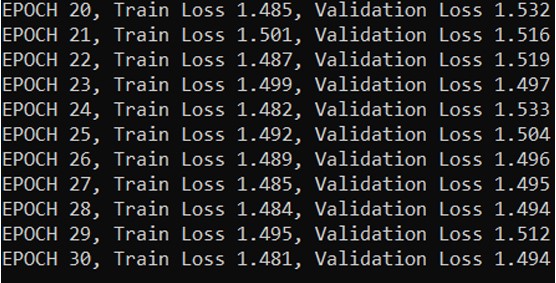 EPOCH 20, Train Loss 1.485, Validation Loss 1.532
EPOCH 21, Train Loss 1.501, Validation Loss 1.516
EPOCH 22, Train Loss 1.487, Validation Loss 1.519
EPOCH 23, Train Loss 1.499, Validation Loss 1.497
EPOCH 24, Train Loss 1.482, Validation Loss 1.533
EPOCH 25, Train Loss 1.492, Validation Loss 1.504
EPOCH 26, Train Loss 1.489, Validation Loss 1.496
EPOCH 27, Train Loss 1.485, Validation Loss 1.495
EPOCH 28, Train Loss 1.484, Validation Loss 1.494
EPOCH 29, Train Loss 1.495, Validation Loss 1.512
EPOCH 30, Train Loss 1.481, Validation Loss 1.494